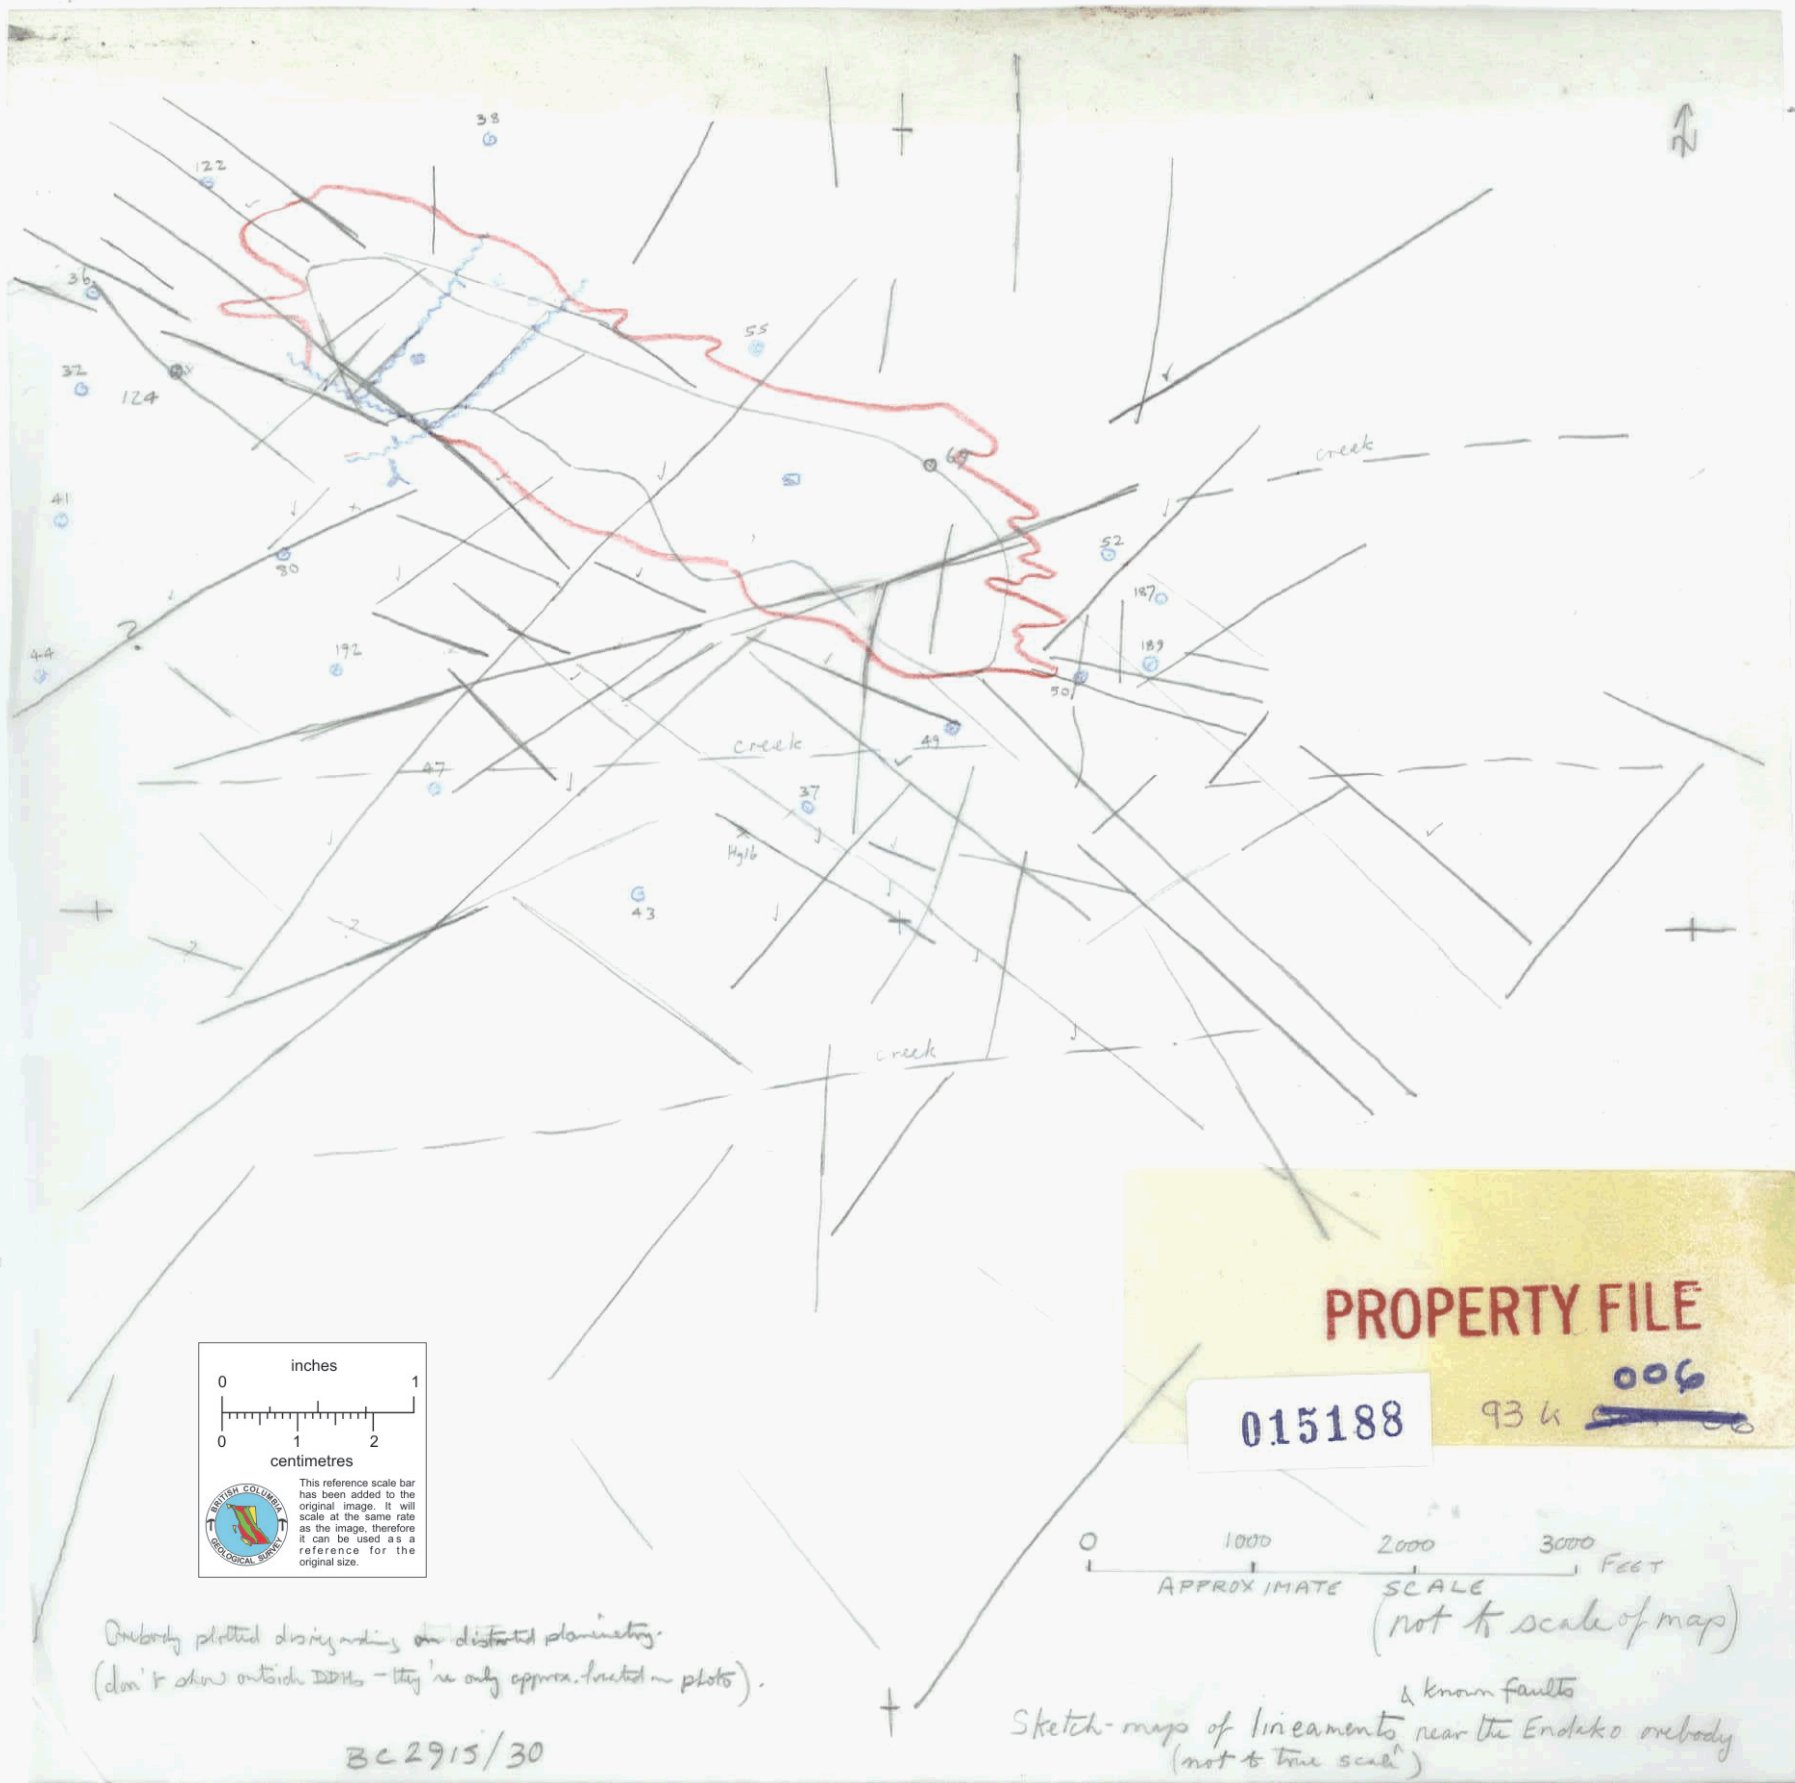 38
122
36
32
124
55
69
creek
41
80
51
52
187
189
50
?
44
192
creek
49
47
37
Hg16
43
?
?
creek
PROPERTY FILE
006
015188
93 K
inches
0 1
0 1 2
centimetres
BRITISH COLUMBIA
GEOLOGICAL SURVEY
This reference scale bar
has been added to the
original image. It will
scale at the same rate
as the image, therefore
it can be used as a
reference for the
original size.
0 1000 2000 3000 FEET
APPROXIMATE SCALE
(not to scale of map)
Orebody plotted disregarding distorted planimetry.
(don't show outside DDHs – they're only approx. located on photo).
BC2915/30
& known faults
Sketch-map of lineaments near the Endako orebody
(not to true scale)